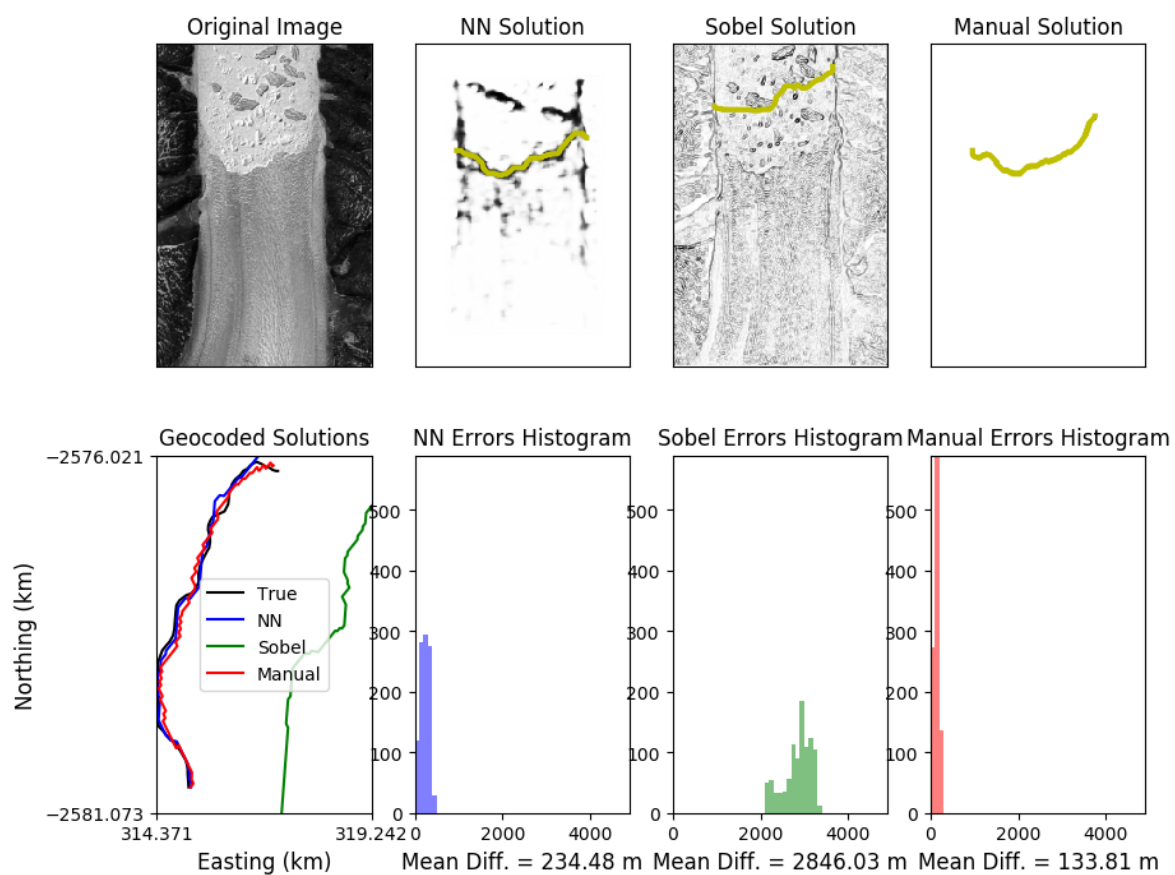 Original Image
NN Solution
Sobel Solution
Manual Solution
Geocoded Solutions
NN Errors Histogram
Sobel Errors Histogram
Manual Errors Histogram
−2576.021
−2581.073
Northing (km)
314.371
319.242
Easting (km)
True
NN
Sobel
Manual
500
400
300
200
100
0
0
2000
4000
Mean Diff. = 234.48 m
500
400
300
200
100
0
0
2000
4000
Mean Diff. = 2846.03 m
500
400
300
200
100
0
0
2000
4000
Mean Diff. = 133.81 m